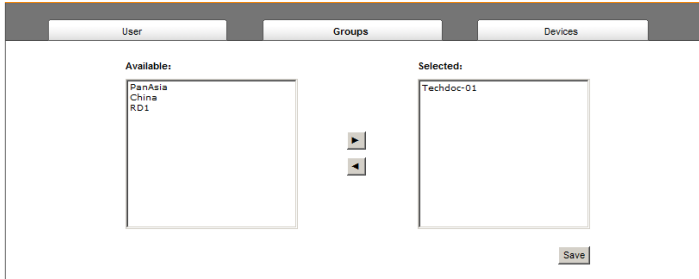 User Groups Devices
Available: Selected:
PanAsia Techdoc-01
China
RD1
Save